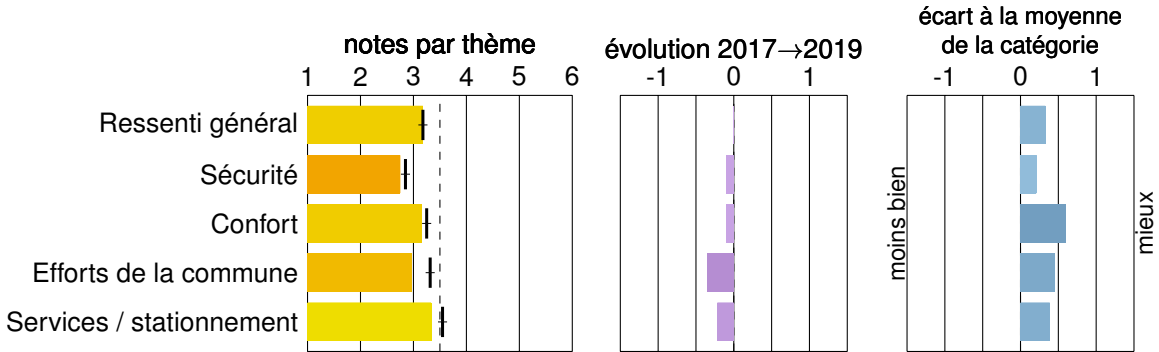 notes par thème
1 2 3 4 5 6
évolution 2017→2019
-1 0 1
écart à la moyenne
de la catégorie
-1 0 1
Ressenti général
Sécurité
Confort
Efforts de la commune
Services / stationnement
moins bien
mieux